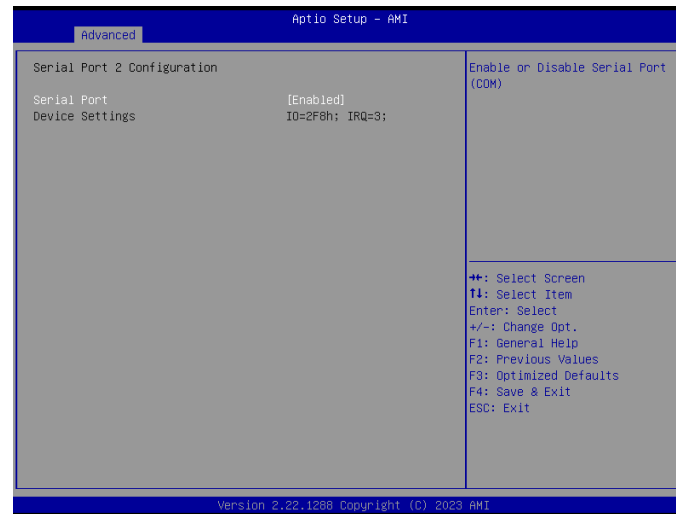 Aptio Setup – AMI
Advanced
Serial Port 2 Configuration
Serial Port [Enabled]
Device Settings IO=2F8h; IRQ=3;
Enable or Disable Serial Port
(COM)
→←: Select Screen
↑↓: Select Item
Enter: Select
+/-: Change Opt.
F1: General Help
F2: Previous Values
F3: Optimized Defaults
F4: Save & Exit
ESC: Exit
Version 2.22.1288 Copyright (C) 2023 AMI